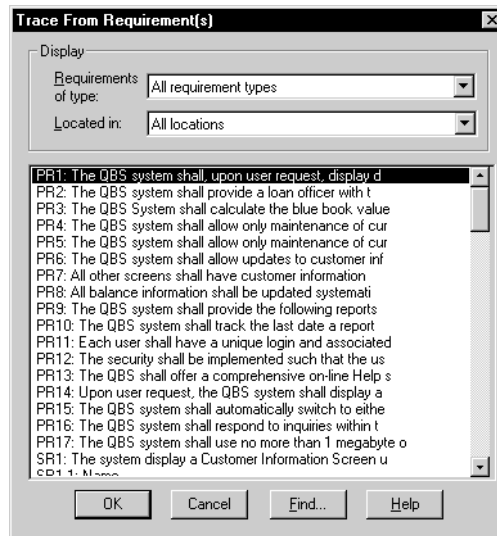 Trace From Requirement(s)
Display
Requirements
of type:
All requirement types
Located in:
All locations
PR1: The QBS system shall, upon user request, display d
PR2: The QBS system shall provide a loan officer with t
PR3: The QBS System shall calculate the blue book value
PR4: The QBS system shall allow only maintenance of cur
PR5: The QBS system shall allow only maintenance of cur
PR6: The QBS system shall allow updates to customer inf
PR7: All other screens shall have customer information
PR8: All balance information shall be updated systemati
PR9: The QBS system shall provide the following reports
PR10: The QBS system shall track the last date a report
PR11: Each user shall have a unique login and associated
PR12: The security shall be implemented such that the us
PR13: The QBS shall offer a comprehensive on-line Help s
PR14: Upon user request, the QBS system shall display a
PR15: The QBS system shall automatically switch to eithe
PR16: The QBS system shall respond to inquiries within t
PR17: The QBS system shall use no more than 1 megabyte o
SR1: The system display a Customer Information Screen u
SR1.1: Name
OK Cancel Find... Help